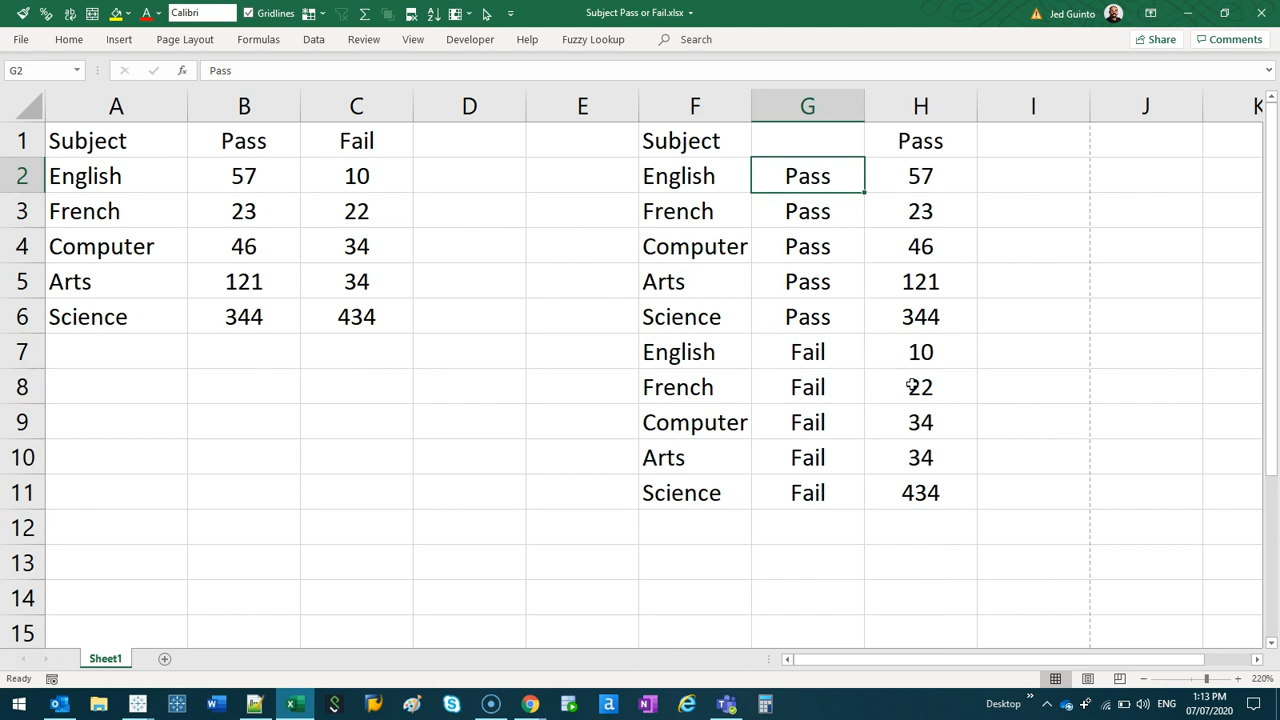 Calibri Gridlines Subject Pass or Fail.xlsx Jed Guinto
File Home Insert Page Layout Formulas Data Review View Developer Help Fuzzy Lookup Search Share Comments
G2 fx Pass
A B C D E F G H I J K
1 Subject Pass Fail Subject Pass
2 English 57 10 English Pass 57
3 French 23 22 French Pass 23
4 Computer 46 34 Computer Pass 46
5 Arts 121 34 Arts Pass 121
6 Science 344 434 Science Pass 344
7 English Fail 10
8 French Fail 22
9 Computer Fail 34
10 Arts Fail 34
11 Science Fail 434
12
13
14
15
Sheet1
Ready 220%
Desktop ENG 1:13 PM
07/07/2020